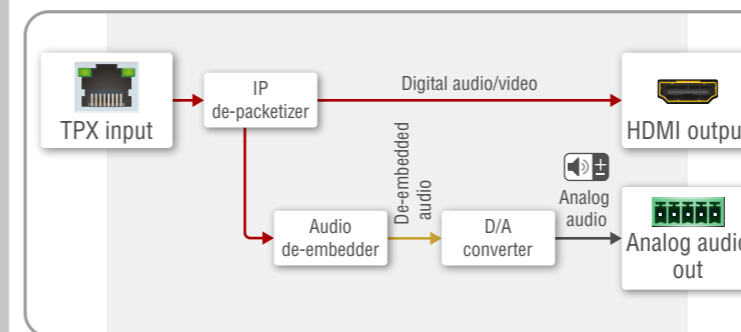 TPX input
IP
de-packetizer
Digital audio/video
HDMI output
De-embedded
audio
Audio
de-embedder
D/A
converter
Analog
audio
Analog audio
out